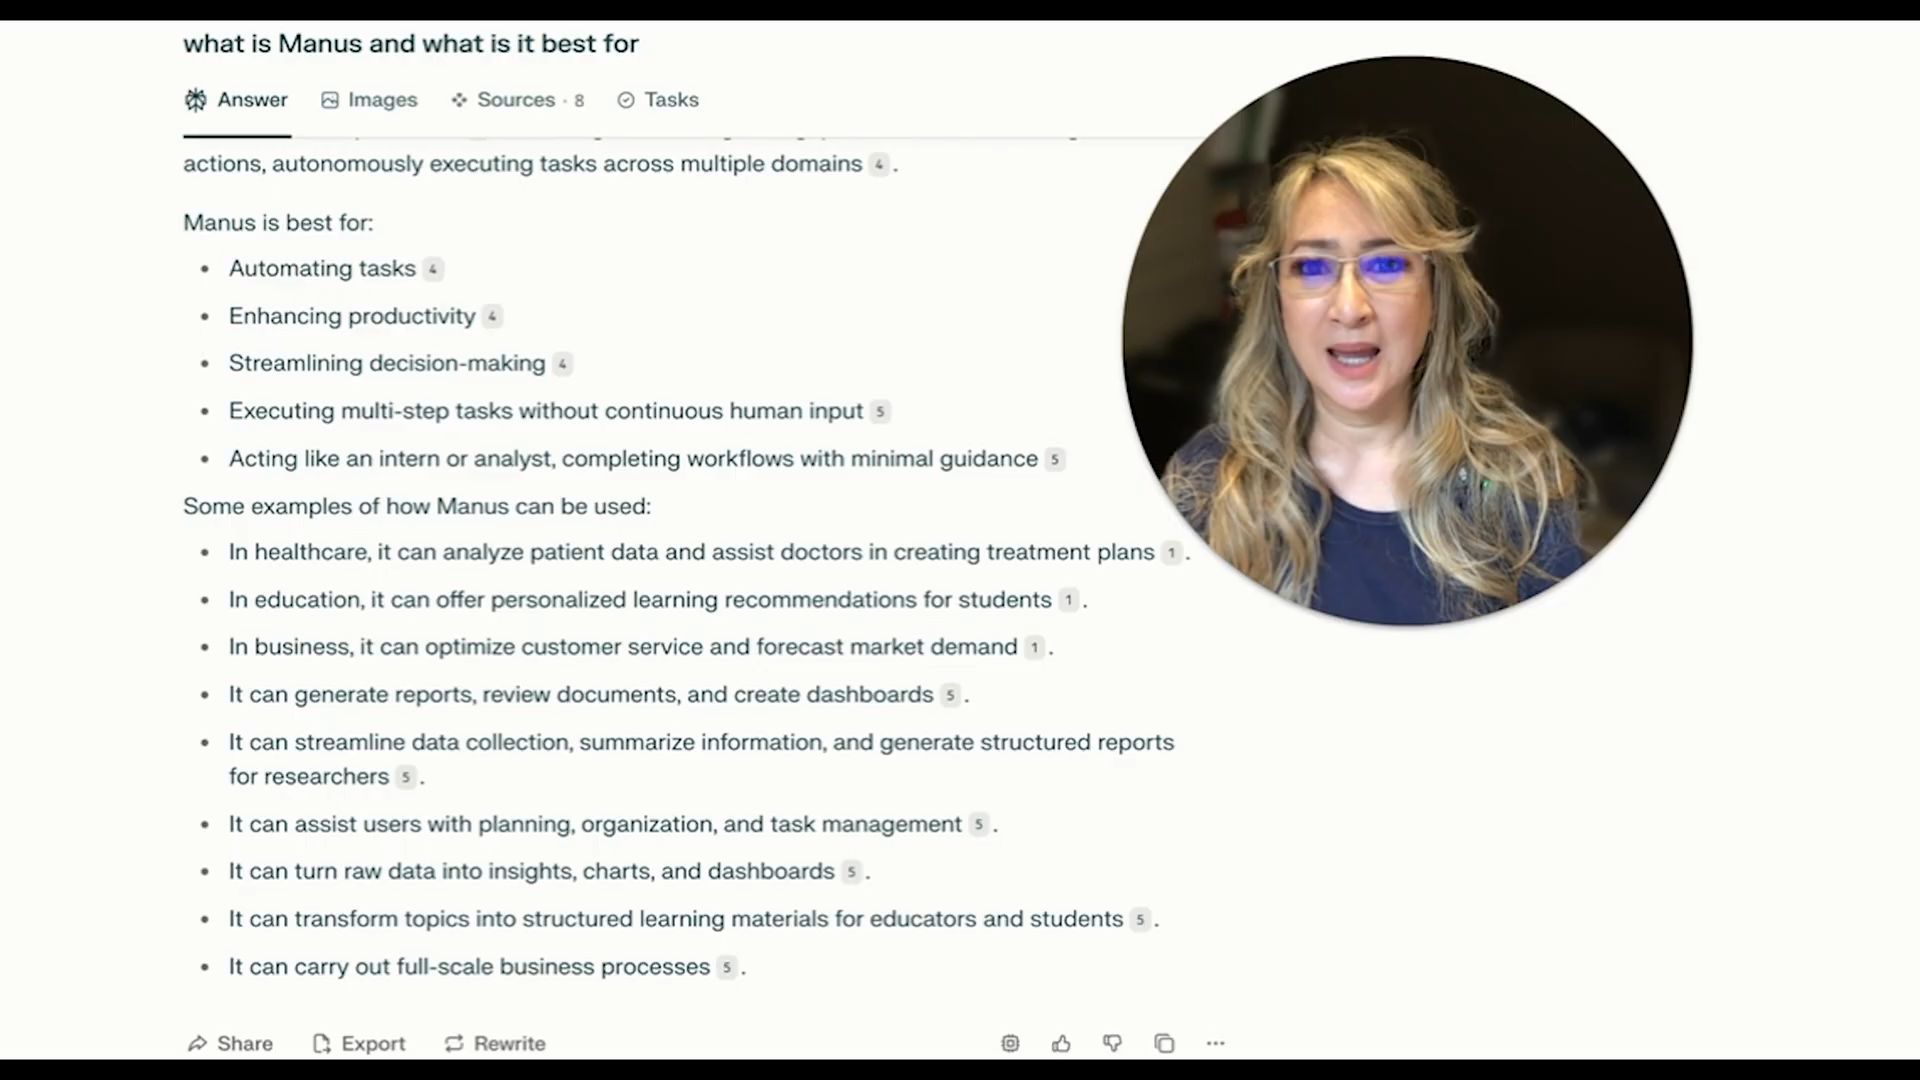 what is Manus and what is it best for
Answer
Images
Sources · 8
Tasks
actions, autonomously executing tasks across multiple domains 4 .
Manus is best for:
• Automating tasks 4
• Enhancing productivity 4
• Streamlining decision-making 4
• Executing multi-step tasks without continuous human input 5
• Acting like an intern or analyst, completing workflows with minimal guidance 5
Some examples of how Manus can be used:
• In healthcare, it can analyze patient data and assist doctors in creating treatment plans 1 .
• In education, it can offer personalized learning recommendations for students 1 .
• In business, it can optimize customer service and forecast market demand 1 .
• It can generate reports, review documents, and create dashboards 5 .
• It can streamline data collection, summarize information, and generate structured reports
for researchers 5 .
• It can assist users with planning, organization, and task management 5 .
• It can turn raw data into insights, charts, and dashboards 5 .
• It can transform topics into structured learning materials for educators and students 5 .
• It can carry out full-scale business processes 5 .
Share
Export
Rewrite